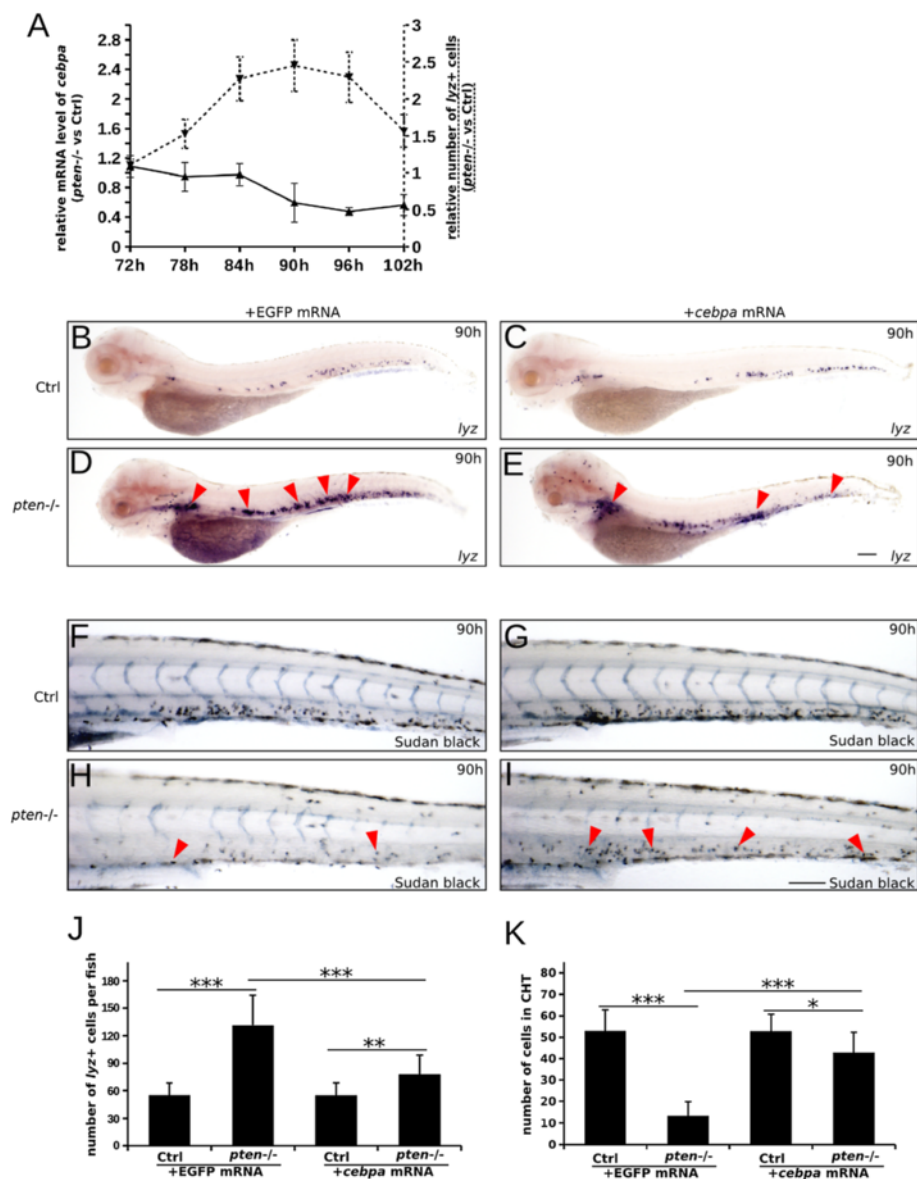 A
relative mRNA level of cebpa
(pten-/- vs Ctrl)
2.8
2.4
2
1.6
1.2
0.8
0.4
0
3
2.5
2
1.5
1
0.5
0
relative number of lyz+ cells
(pten-/- vs Ctrl)
72h 78h 84h 90h 96h 102h
+EGFP mRNA
+cebpa mRNA
Ctrl
B
90h
lyz
C
90h
lyz
pten-/-
D
90h
lyz
E
90h
lyz
Ctrl
F
90h
Sudan black
G
90h
Sudan black
pten-/-
H
90h
Sudan black
I
90h
Sudan black
J
number of lyz+ cells per fish
180
150
120
90
60
30
0
***
***
**
Ctrl pten-/- Ctrl pten-/-
+EGFP mRNA +cebpa mRNA
K
number of cells in CHT
80
70
60
50
40
30
20
10
0
***
***
*
Ctrl pten-/- Ctrl pten-/-
+EGFP mRNA +cebpa mRNA